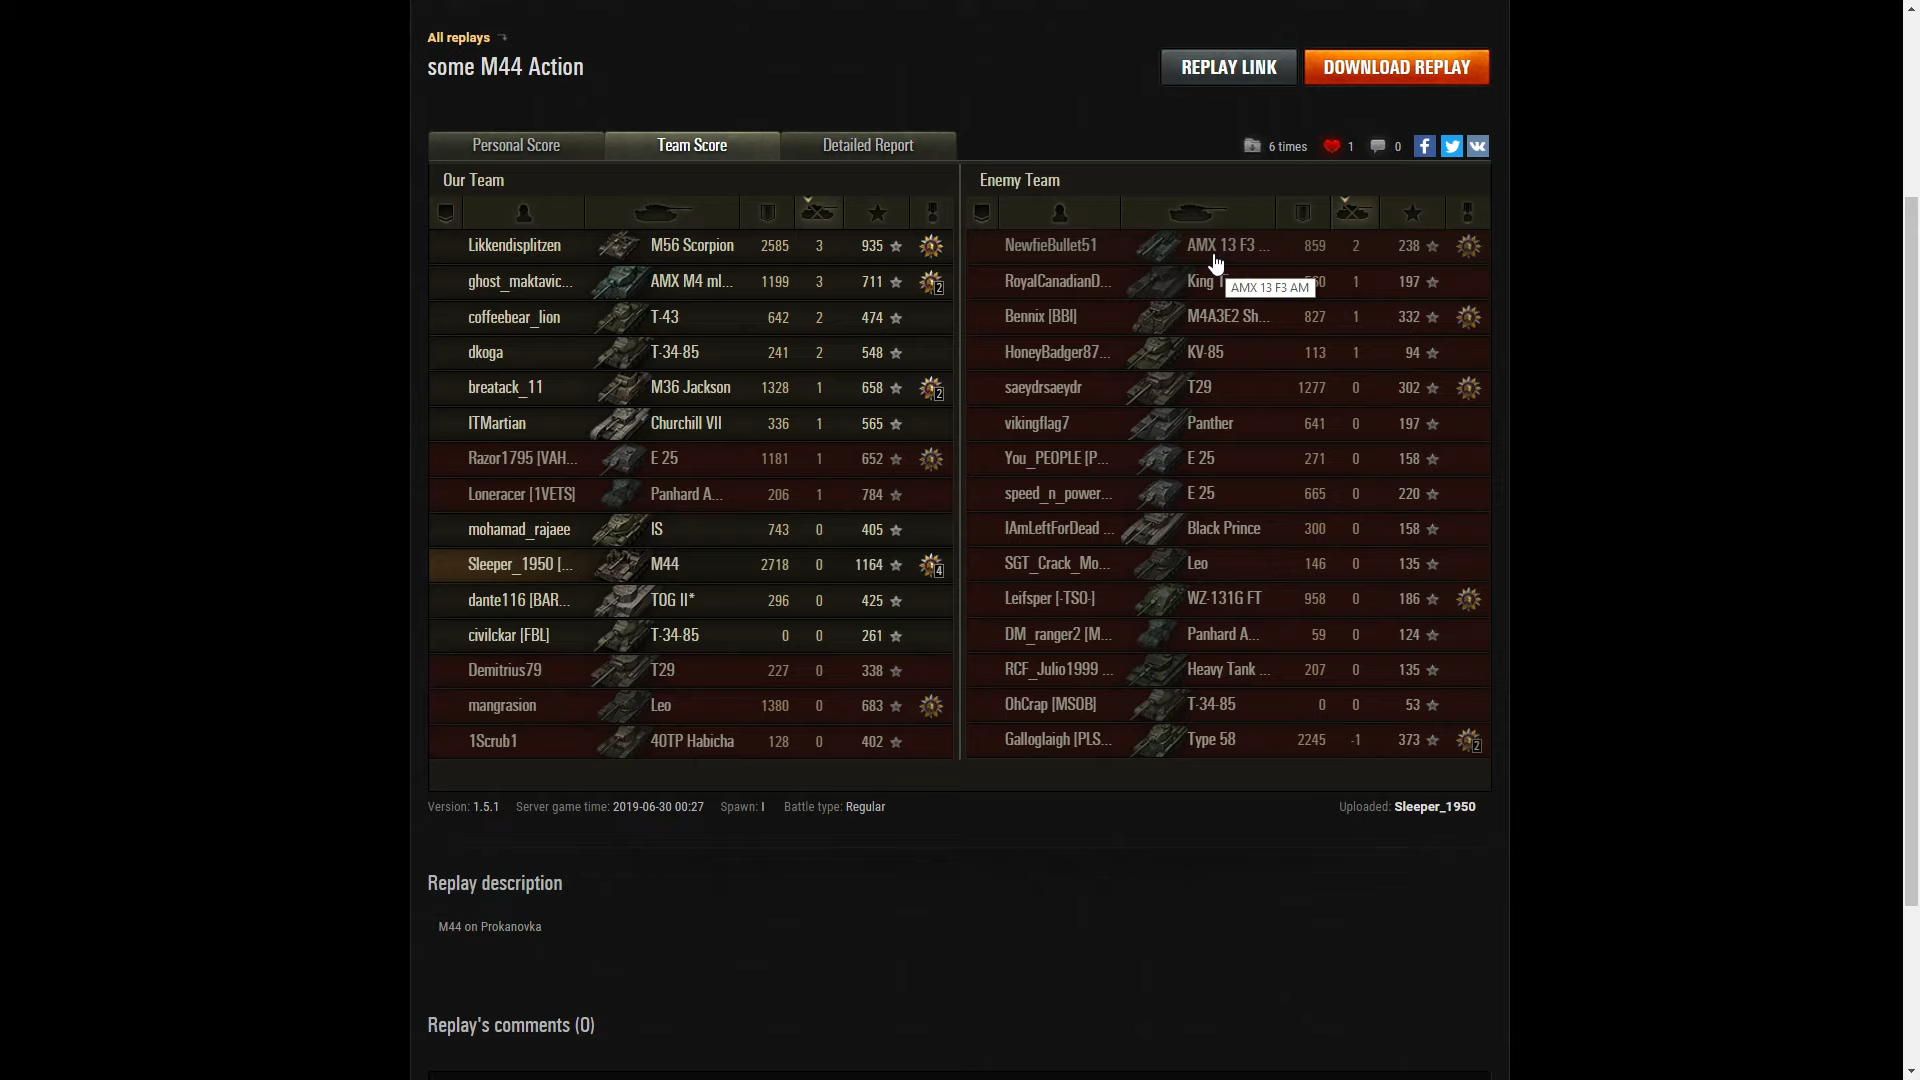 All replays
some M44 Action
REPLAY LINK
DOWNLOAD REPLAY
Personal Score
Team Score
Detailed Report
6 times
1
0
Our Team
Likkendisplitzen M56 Scorpion 2585 3 935
ghost_maktavic... AMX M4 ml... 1199 3 711 2
coffeebear_lion T-43 642 2 474
dkoga T-34-85 241 2 548
breatack_11 M36 Jackson 1328 1 658 2
ITMartian Churchill VII 336 1 565
Razor1795 [VAH... E 25 1181 1 652
Loneracer [1VETS] Panhard A... 206 1 784
mohamad_rajaee IS 743 0 405
Sleeper_1950 [... M44 2718 0 1164 4
dante116 [BAR... TOG II* 296 0 425
civilckar [FBL] T-34-85 0 0 261
Demitrius79 T29 227 0 338
mangrasion Leo 1380 0 683
1Scrub1 40TP Habicha 128 0 402
Enemy Team
NewfieBullet51 AMX 13 F3 ... 859 2 238
RoyalCanadianD... King 1 197
AMX 13 F3 AM
Bennix [BBI] M4A3E2 Sh... 827 1 332
HoneyBadger87... KV-85 113 1 94
saeydrsaeydr T29 1277 0 302
vikingflag7 Panther 641 0 197
You_PEOPLE [P... E 25 271 0 158
speed_n_power... E 25 665 0 220
IAmLeftForDead ... Black Prince 300 0 158
SGT_Crack_Mo... Leo 146 0 135
Leifsper [-TSO-] WZ-131G FT 958 0 186
DM_ranger2 [M... Panhard A... 59 0 124
RCF_Julio1999 ... Heavy Tank ... 207 0 135
OhCrap [MSOB] T-34-85 0 0 53
Galloglaigh [PLS... Type 58 2245 -1 373 2
Version: 1.5.1 Server game time: 2019-06-30 00:27 Spawn: I Battle type: Regular
Uploaded: Sleeper_1950
Replay description
M44 on Prokanovka
Replay's comments (0)